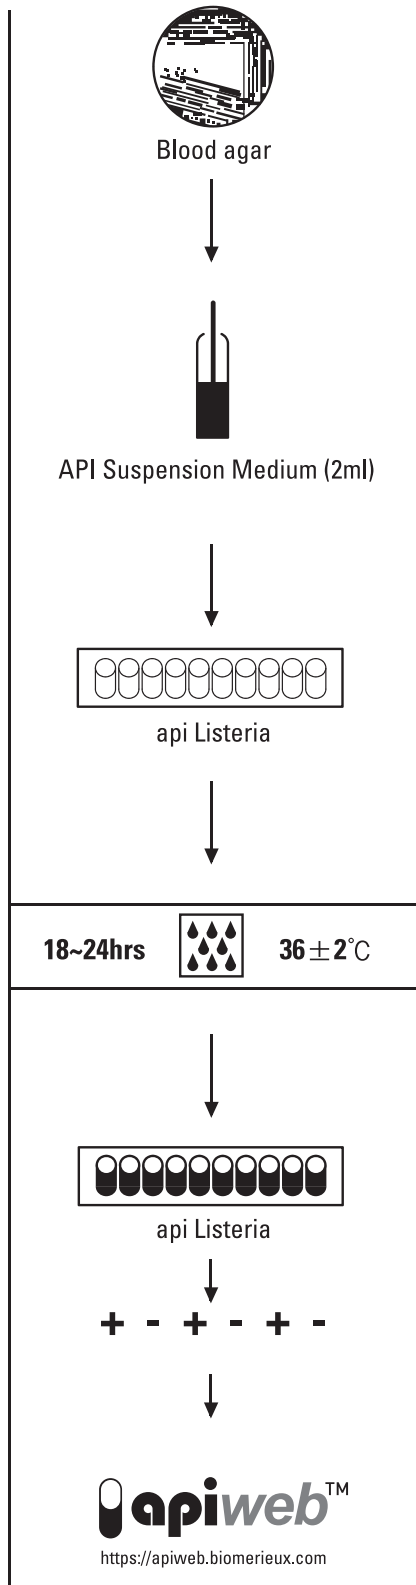 Blood agar
API Suspension Medium (2ml)
api Listeria
18~24hrs 36±2℃
api Listeria
+ - + - + -
apiweb™
https://apiweb.biomerieux.com